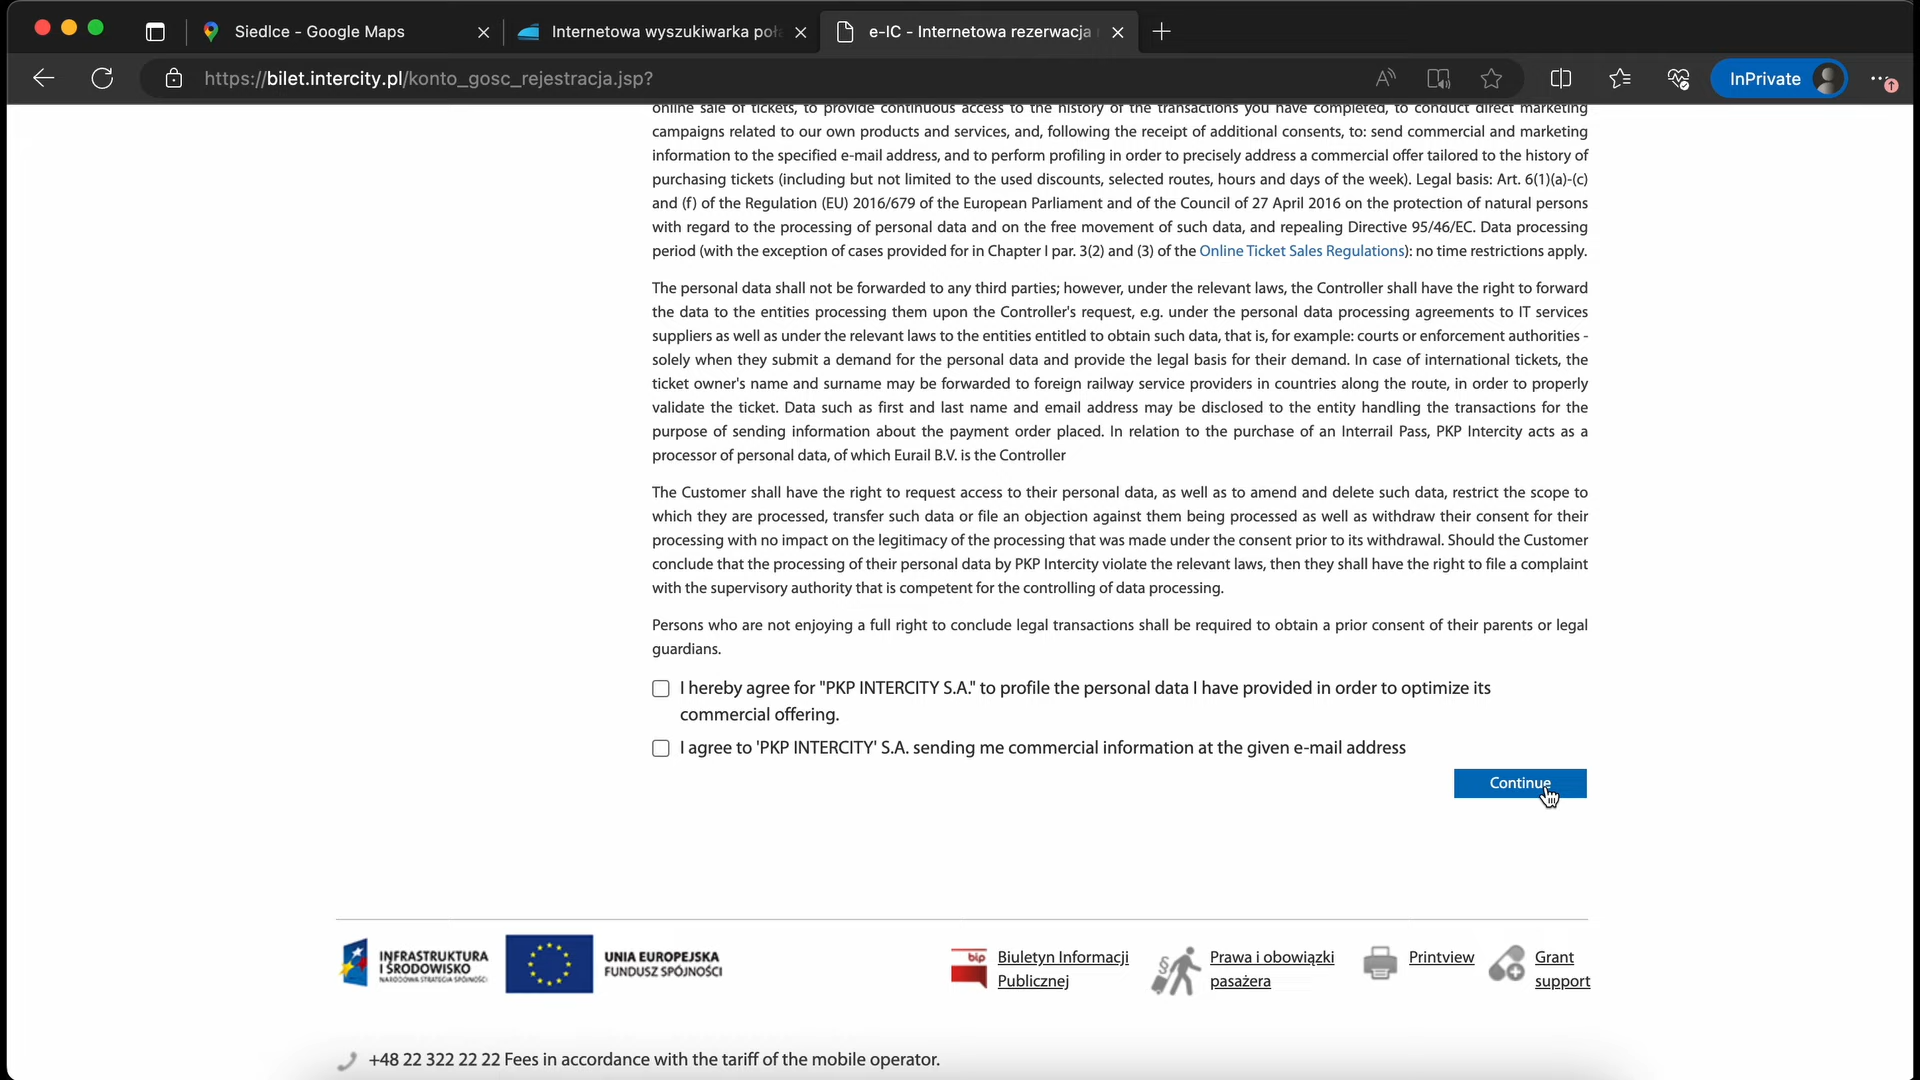 Siedlce - Google Maps
Internetowa wyszukiwarka poł
e-IC - Internetowa rezerwacja
https://bilet.intercity.pl/konto_gosc_rejestracja.jsp?
InPrivate
online sale of tickets, to provide continuous access to the history of the transactions you have completed, to conduct direct marketing
campaigns related to our own products and services, and, following the receipt of additional consents, to: send commercial and marketing
information to the specified e-mail address, and to perform profiling in order to precisely address a commercial offer tailored to the history of
purchasing tickets (including but not limited to the used discounts, selected routes, hours and days of the week). Legal basis: Art. 6(1)(a)-(c)
and (f) of the Regulation (EU) 2016/679 of the European Parliament and of the Council of 27 April 2016 on the protection of natural persons
with regard to the processing of personal data and on the free movement of such data, and repealing Directive 95/46/EC. Data processing
period (with the exception of cases provided for in Chapter I par. 3(2) and (3) of the Online Ticket Sales Regulations): no time restrictions apply.
The personal data shall not be forwarded to any third parties; however, under the relevant laws, the Controller shall have the right to forward
the data to the entities processing them upon the Controller's request, e.g. under the personal data processing agreements to IT services
suppliers as well as under the relevant laws to the entities entitled to obtain such data, that is, for example: courts or enforcement authorities -
solely when they submit a demand for the personal data and provide the legal basis for their demand. In case of international tickets, the
ticket owner's name and surname may be forwarded to foreign railway service providers in countries along the route, in order to properly
validate the ticket. Data such as first and last name and email address may be disclosed to the entity handling the transactions for the
purpose of sending information about the payment order placed. In relation to the purchase of an Interrail Pass, PKP Intercity acts as a
processor of personal data, of which Eurail B.V. is the Controller
The Customer shall have the right to request access to their personal data, as well as to amend and delete such data, restrict the scope to
which they are processed, transfer such data or file an objection against them being processed as well as withdraw their consent for their
processing with no impact on the legitimacy of the processing that was made under the consent prior to its withdrawal. Should the Customer
conclude that the processing of their personal data by PKP Intercity violate the relevant laws, then they shall have the right to file a complaint
with the supervisory authority that is competent for the controlling of data processing.
Persons who are not enjoying a full right to conclude legal transactions shall be required to obtain a prior consent of their parents or legal
guardians.
I hereby agree for "PKP INTERCITY S.A." to profile the personal data I have provided in order to optimize its
commercial offering.
I agree to 'PKP INTERCITY' S.A. sending me commercial information at the given e-mail address
Continue
INFRASTRUKTURA
I ŚRODOWISKO
NARODOWA STRATEGIA SPÓJNOŚCI
UNIA EUROPEJSKA
FUNDUSZ SPÓJNOŚCI
bip
Biuletyn Informacji
Publicznej
Prawa i obowiązki
pasażera
Printview
Grant
support
+48 22 322 22 22 Fees in accordance with the tariff of the mobile operator.